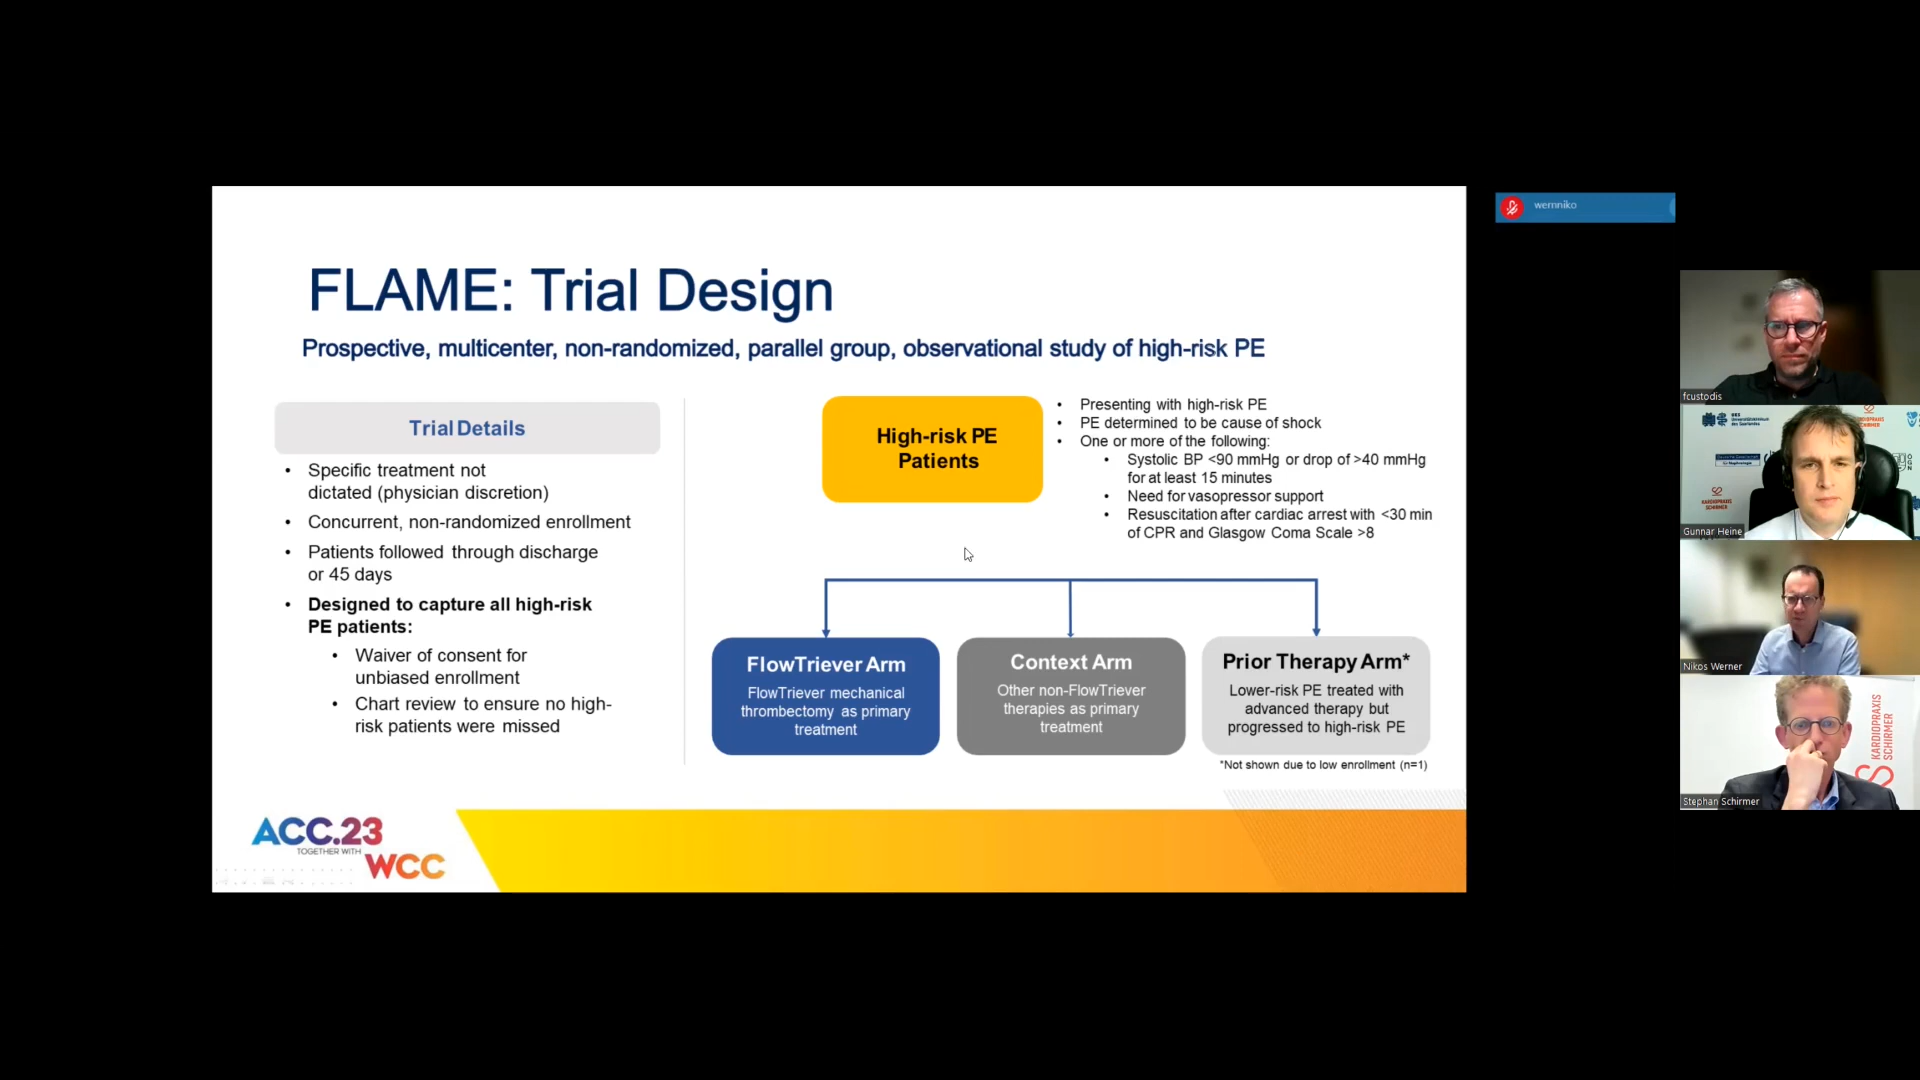 FLAME: Trial Design
Prospective, multicenter, non-randomized, parallel group, observational study of high-risk PE
Trial Details
• Specific treatment not
dictated (physician discretion)
• Concurrent, non-randomized enrollment
• Patients followed through discharge
or 45 days
• Designed to capture all high-risk
PE patients:
• Waiver of consent for
unbiased enrollment
• Chart review to ensure no high-
risk patients were missed
High-risk PE
Patients
• Presenting with high-risk PE
• PE determined to be cause of shock
• One or more of the following:
• Systolic BP <90 mmHg or drop of >40 mmHg
for at least 15 minutes
• Need for vasopressor support
• Resuscitation after cardiac arrest with <30 min
of CPR and Glasgow Coma Scale >8
FlowTriever Arm
FlowTriever mechanical
thrombectomy as primary
treatment
Context Arm
Other non-FlowTriever
therapies as primary
treatment
Prior Therapy Arm*
Lower-risk PE treated with
advanced therapy but
progressed to high-risk PE
*Not shown due to low enrollment (n=1)
ACC.23
TOGETHER WITH
WCC
wernniko
fcustodis
UKS
Universitätsklinikum
des Saarlandes
KARDIOPRAXIS
SCHIRMER
Gunnar Heine
Nikos Werner
KARDIOPRAXIS
SCHIRMER
Stephan Schirmer